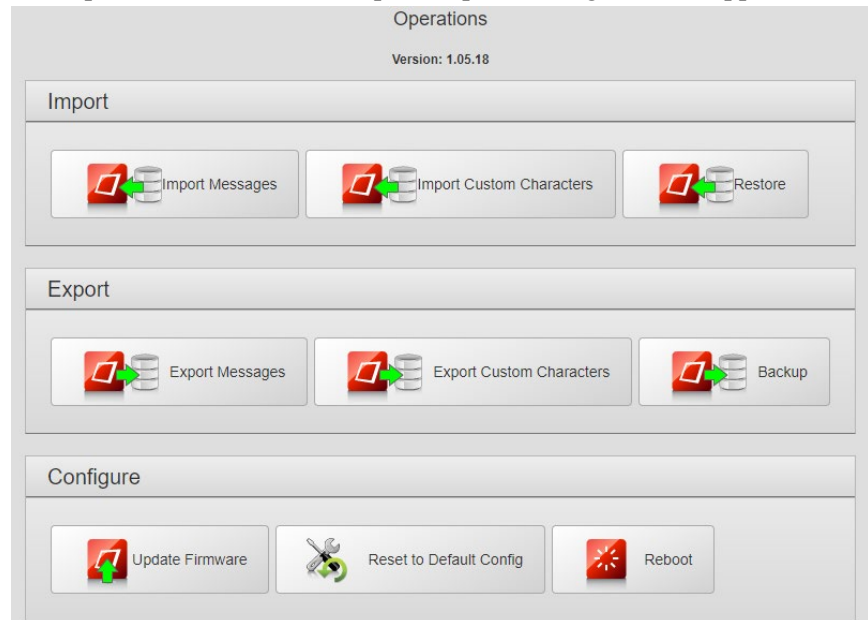 Operations
Version: 1.05.18
Import
Import Messages
Import Custom Characters
Restore
Export
Export Messages
Export Custom Characters
Backup
Configure
Update Firmware
Reset to Default Config
Reboot